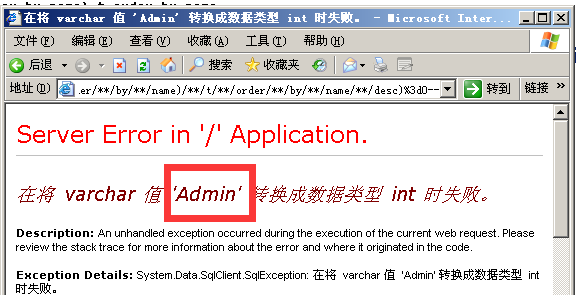 在将 varchar 值 'Admin' 转换成数据类型 int 时失败。 - Microsoft Inter...
文件(F) 编辑(E) 查看(V) 收藏(A) 工具(T) 帮助(H)
后退 搜索 收藏夹
地址(D) .er/**/by/**/name)/**/t/**/order/**/by/**/name/**/desc)%3d0-- 转到 链接 »
Server Error in '/' Application.
在将 varchar 值 'Admin' 转换成数据类型 int 时失败。
Description: An unhandled exception occurred during the execution of the current web request. Please
review the stack trace for more information about the error and where it originated in the code.
Exception Details: System.Data.SqlClient.SqlException: 在将 varchar 值 'Admin' 转换成数据类型 int
时失败。